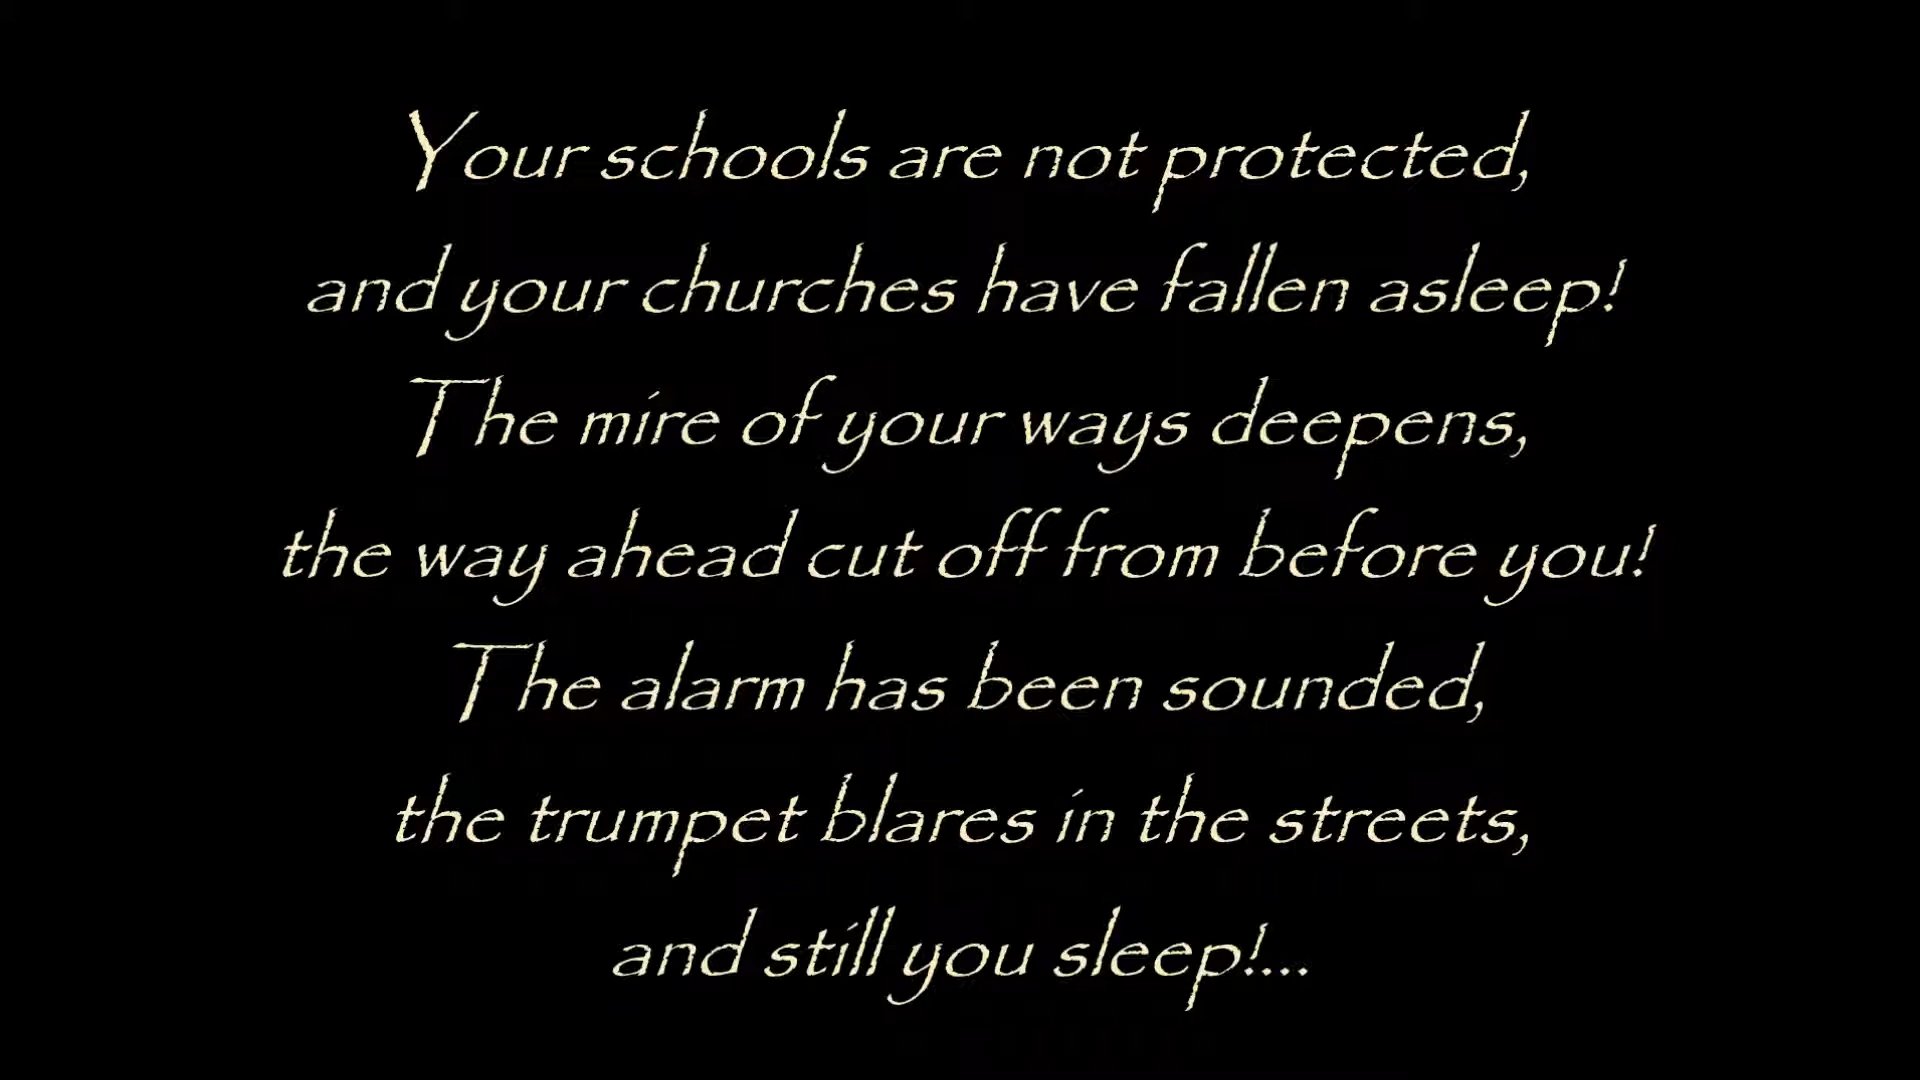 Your schools are not protected,
and your churches have fallen asleep!
The mire of your ways deepens,
the way ahead cut off from before you!
The alarm has been sounded,
the trumpet blares in the streets,
and still you sleep!...